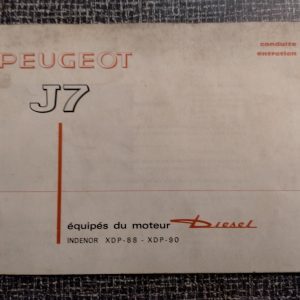 conduite
entretien
PEUGEOT
J7
équipés du moteur Diesel
INDENOR XDP-88 - XDP-90